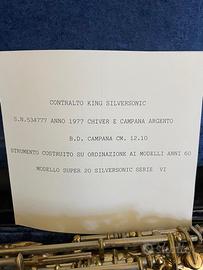 CONTRALTO KING SILVERSONIC
S.N.534777 ANNO 1977 CHIVER E CAMPANA ARGENTO
B.D. CAMPANA CM. 12.10
STRUMENTO COSTRUITO SU ORDINAZIONE AI MODELLI ANNI 60
MODELLO SUPER 20 SILVERSONIC SERIE VI